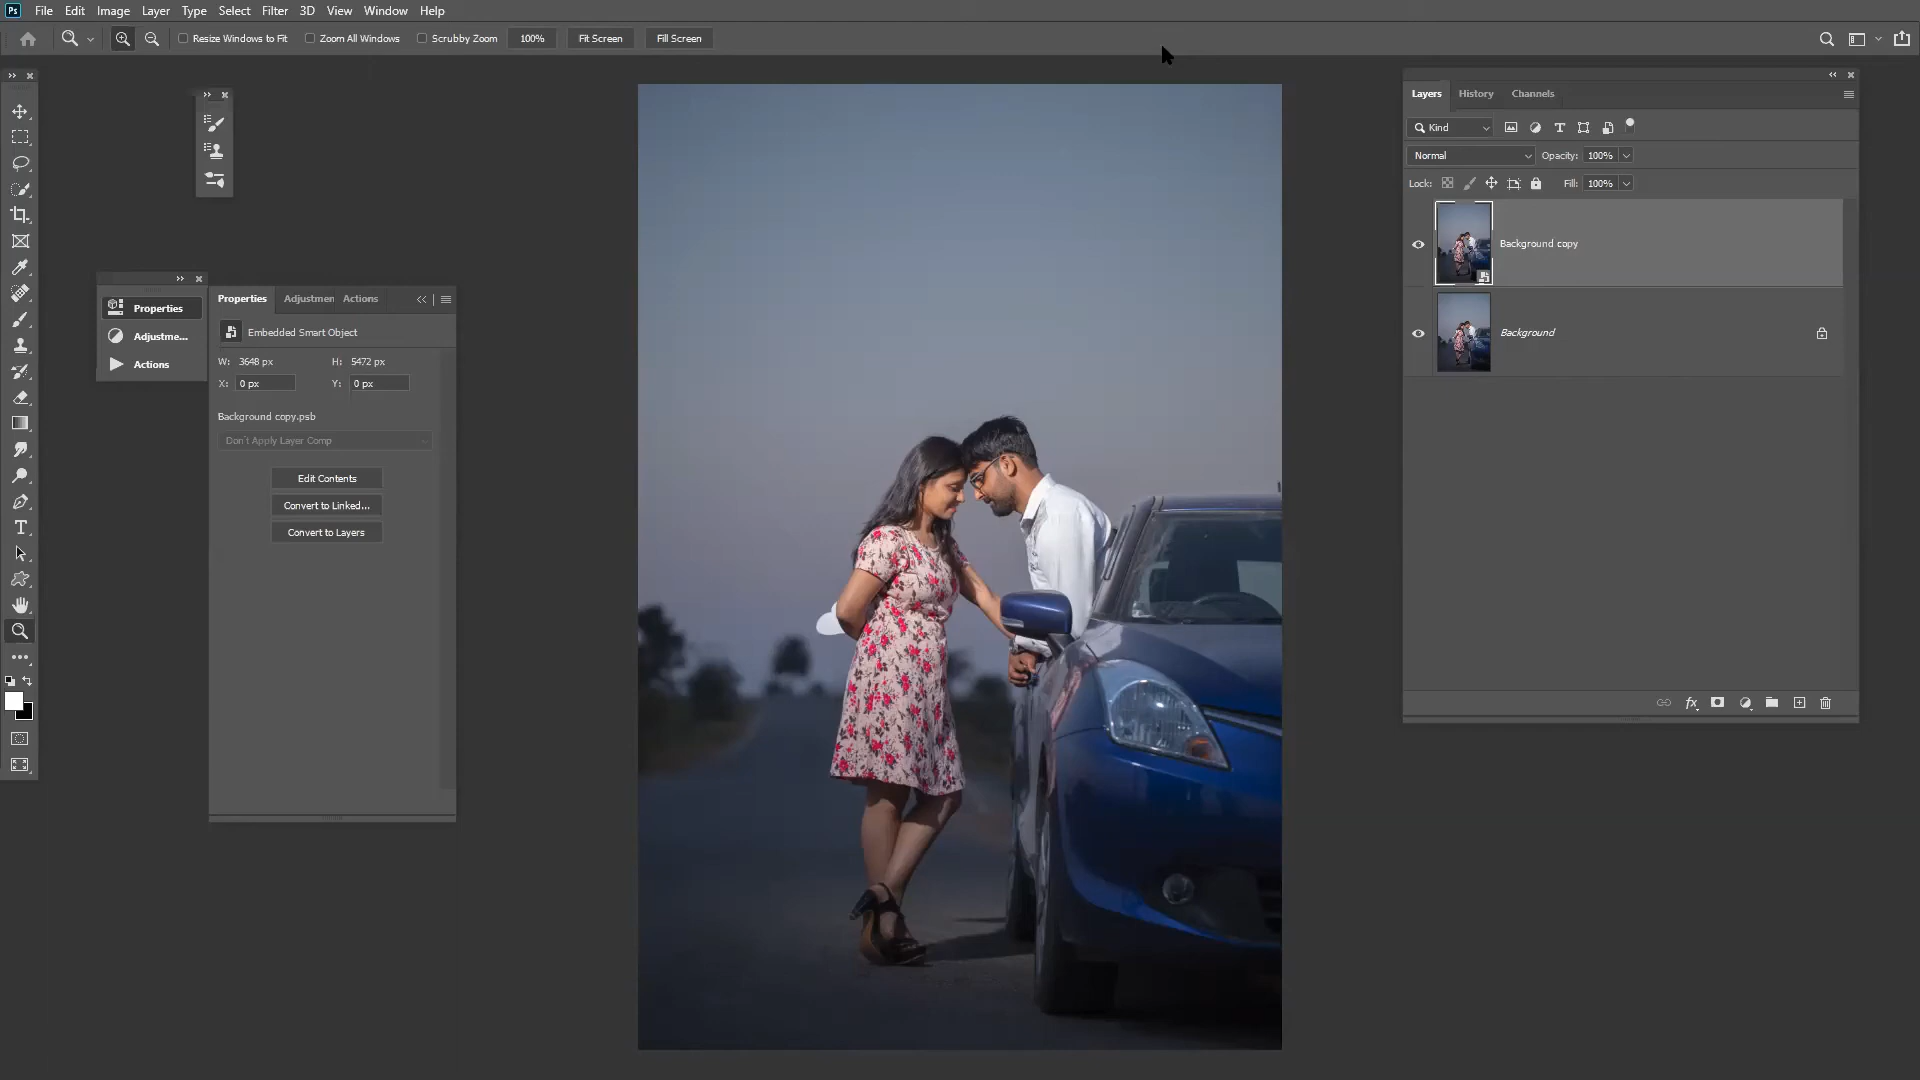 Ps File Edit Image Layer Type Select Filter 3D View Window Help
Resize Windows to Fit Zoom All Windows Scrubby Zoom 100% Fit Screen Fill Screen
Layers History Channels
Kind
Normal Opacity: 100%
Lock: Fill: 100%
Background copy
Background
Properties
Adjustme...
Actions
Properties Adjustmen Actions
Embedded Smart Object
W: 3648 px H: 5472 px
X: 0 px Y: 0 px
Background copy.psb
Don't Apply Layer Comp
Edit Contents
Convert to Linked...
Convert to Layers